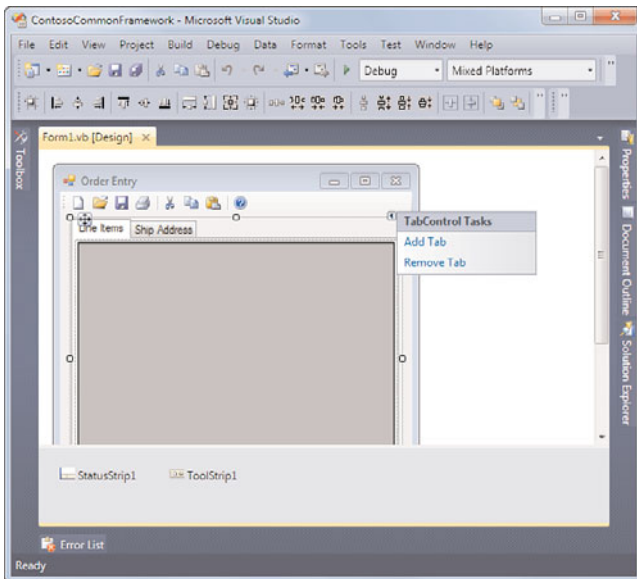 ContosoCommonFramework - Microsoft Visual Studio
File Edit View Project Build Debug Data Format Tools Test Window Help
Debug Mixed Platforms
Form1.vb [Design]
Toolbox
Order Entry
Line Items Ship Address
TabControl Tasks
Add Tab
Remove Tab
Properties
Document Outline
Solution Explorer
StatusStrip1 ToolStrip1
Error List
Ready